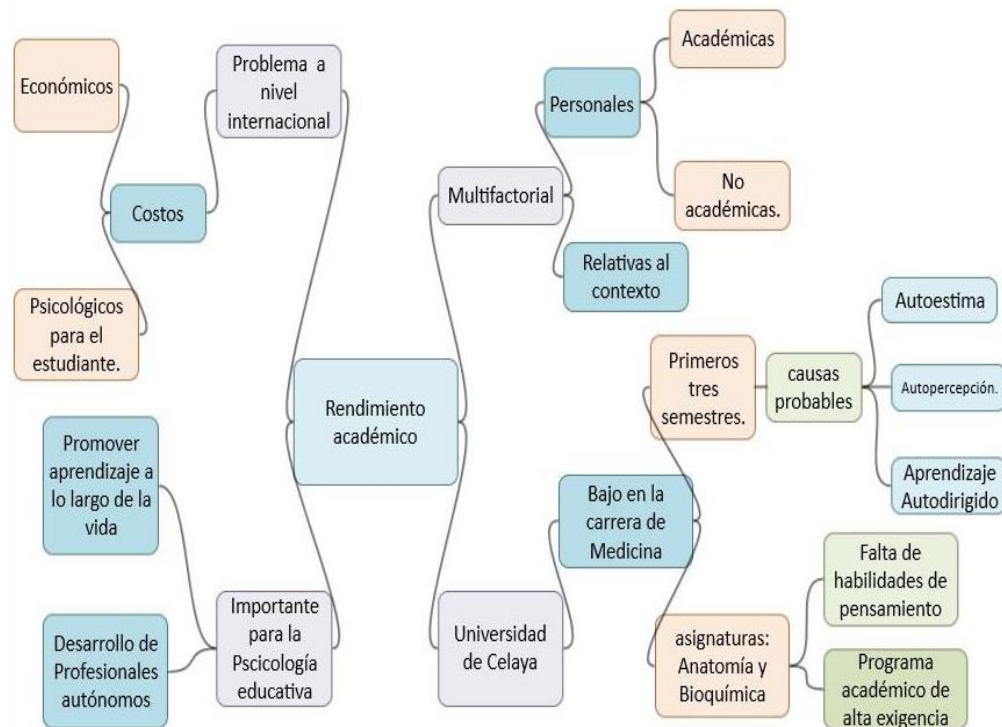 Económicos
Problema a
nivel
internacional
Costos
Psicológicos
para el
estudiante.
Promover
aprendizaje a
lo largo de la
vida
Desarrollo de
Profesionales
autónomos
Importante
para la
Pscicología
educativa
Rendimiento
académico
Multifactorial
Personales
Académicas
No
académicas.
Relativas al
contexto
Universidad
de Celaya
Bajo en la
carrera de
Medicina
Primeros
tres
semestres.
causas
probables
Autoestima
Autopercepción.
Aprendizaje
Autodirigido
asignaturas:
Anatomía y
Bioquímica
Falta de
habilidades de
pensamiento
Programa
académico de
alta exigencia